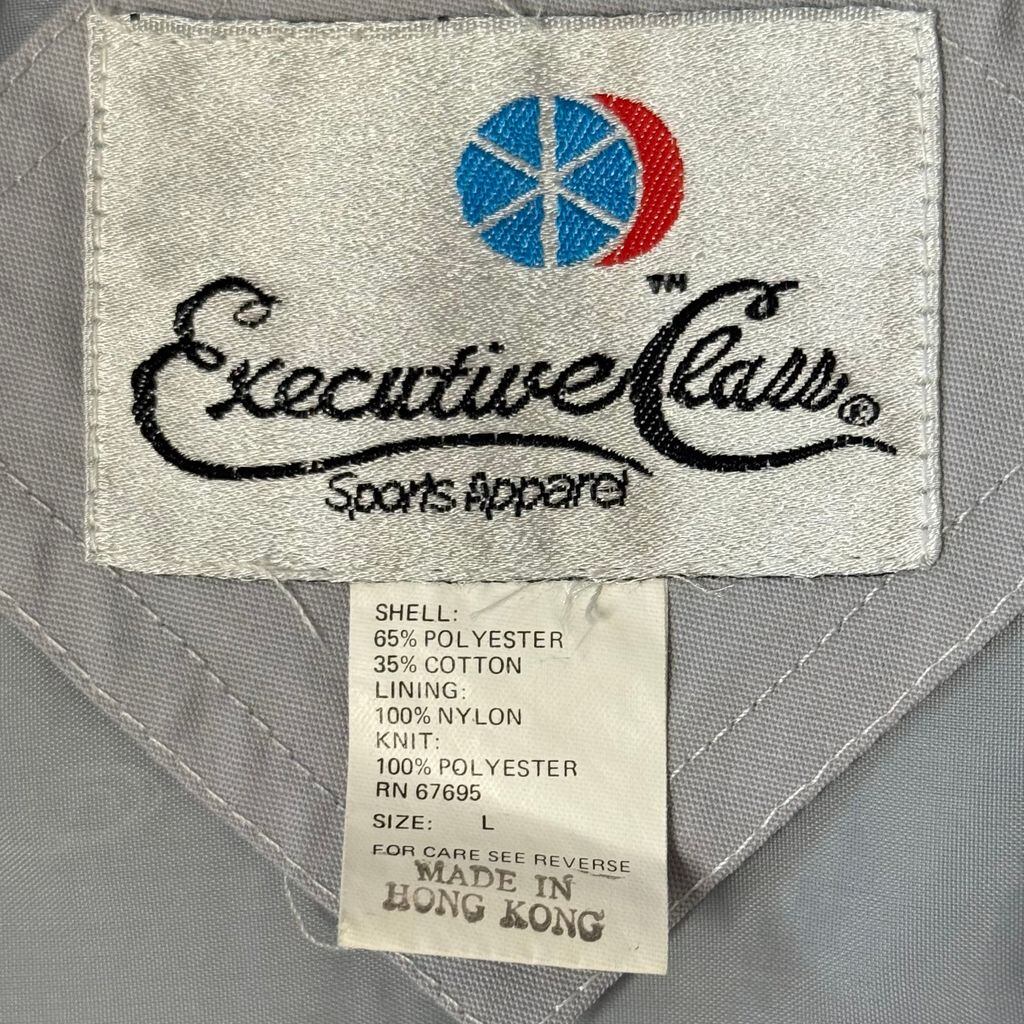 TM
Executive Class®
Sports Apparel
SHELL:
65% POLYESTER
35% COTTON
LINING:
100% NYLON
KNIT:
100% POLYESTER
RN 67695
SIZE: L
FOR CARE SEE REVERSE
MADE IN
HONG KONG